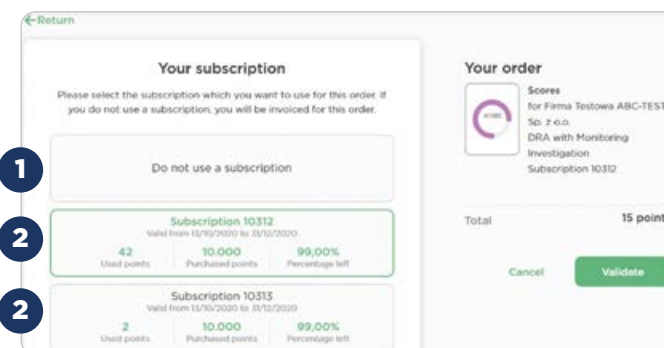 Return
Your subscription
Please select the subscription which you want to use for this order. If
you do not use a subscription, you will be invoiced for this order.
1
Do not use a subscription
2
Subscription 10312
Valid from 13/10/2020 to 31/12/2020
42
10.000
99,00%
Used points
Purchased points
Percentage left
2
Subscription 10313
Valid from 13/10/2020 to 31/12/2020
2
10.000
99,00%
Used points
Purchased points
Percentage left
Your order
Scores
for Firma Testowa ABC-TEST
Sp. z o.o.
DRA with Monitoring
Investigation
Subscription 10312
Total
15 point
Cancel
Validate